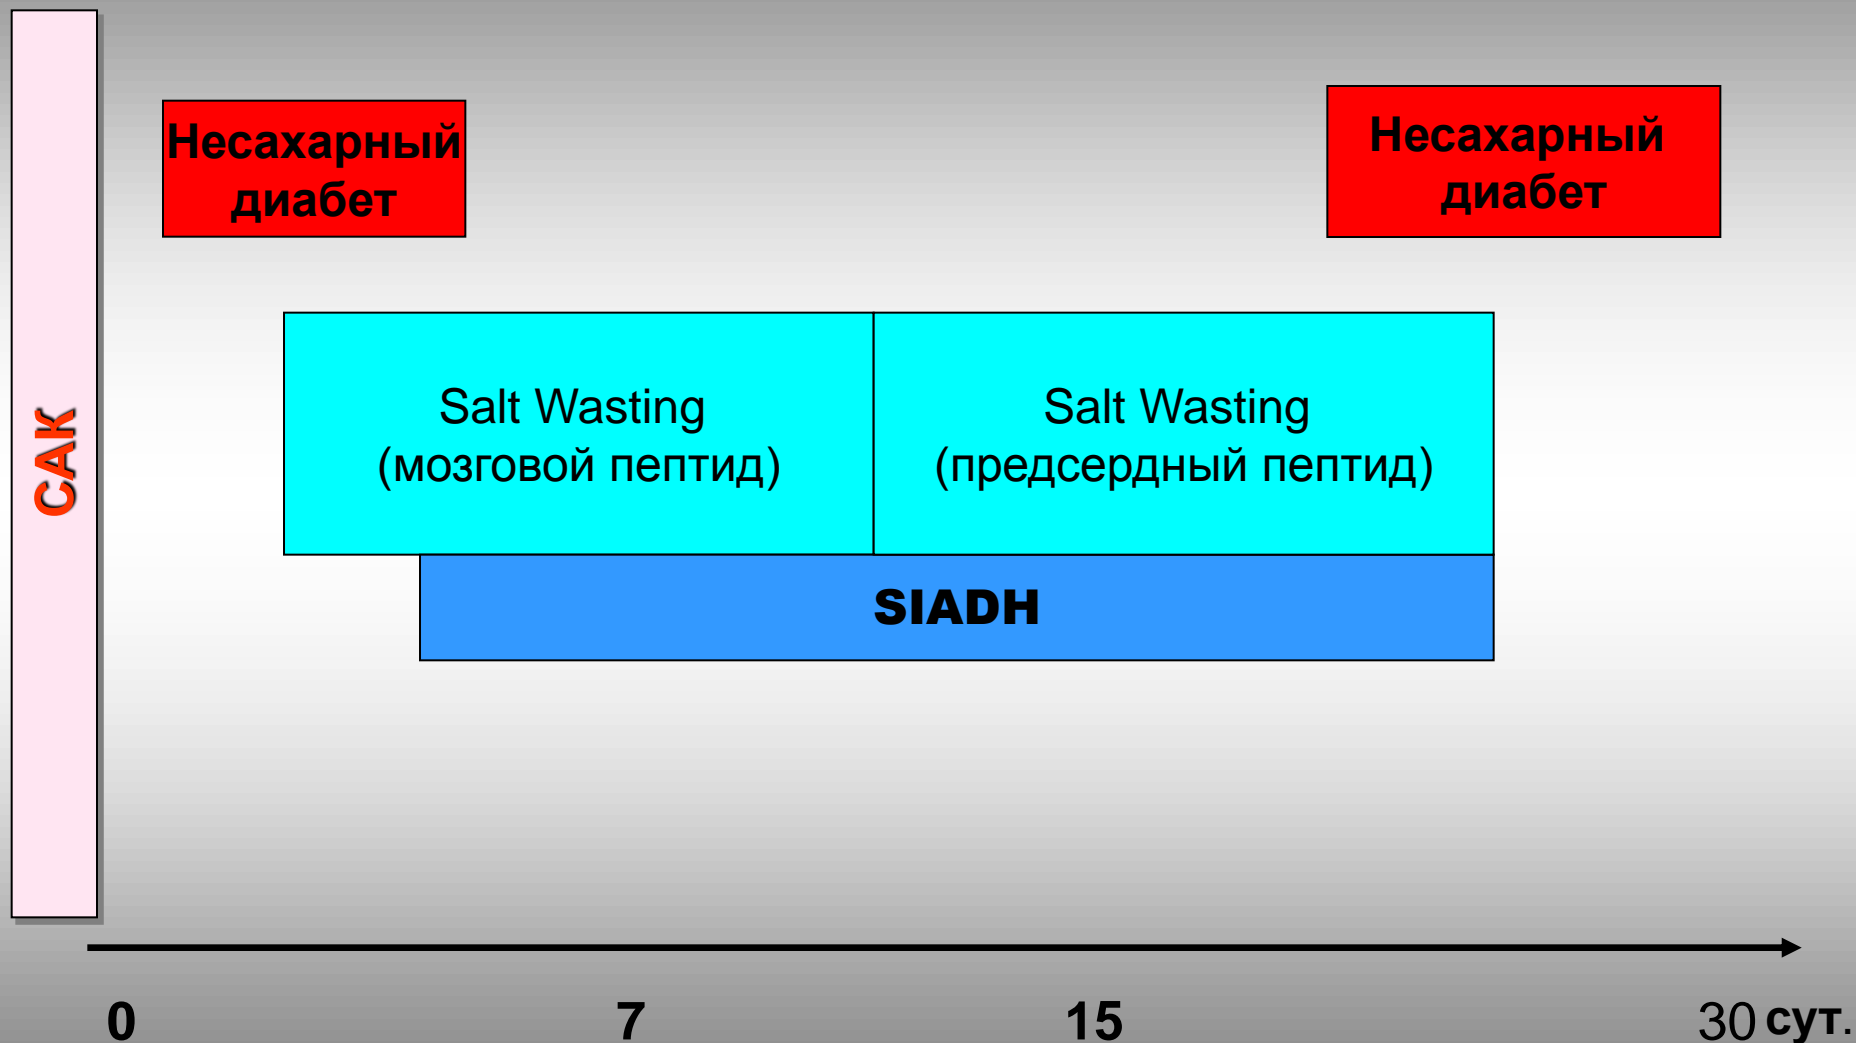 САК
Несахарный
диабет
Несахарный
диабет
Salt Wasting
(мозговой пептид)
Salt Wasting
(предсердный пептид)
SIADH
0 7 15 30 сут.